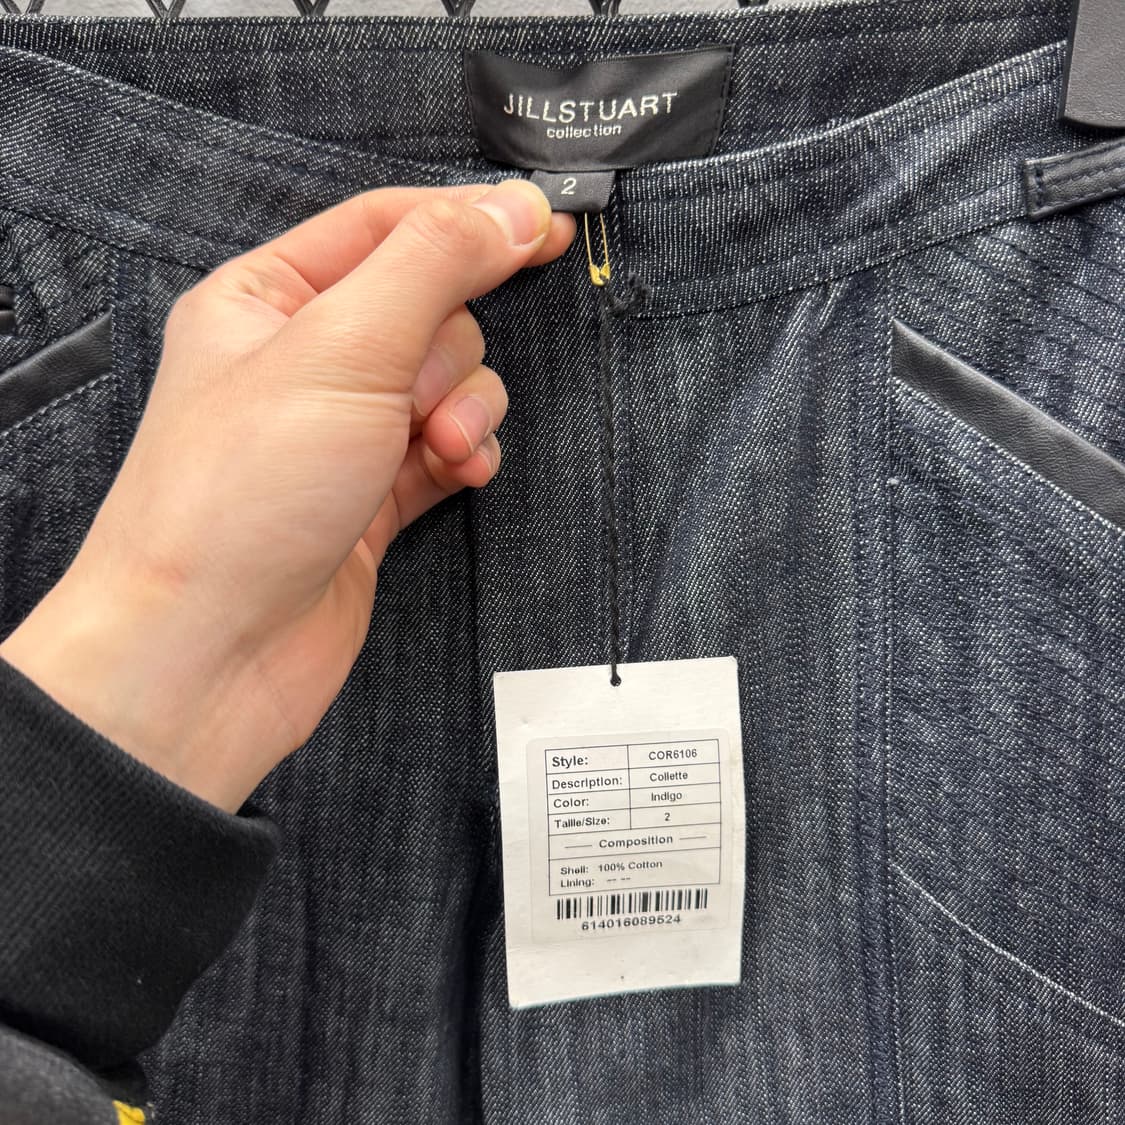 JILLSTUART
collection
2
Style: COR6106
Description: Collette
Color: Indigo
Taille/Size: 2
Composition
Shell: 100% Cotton
Lining: -- --
614016089524